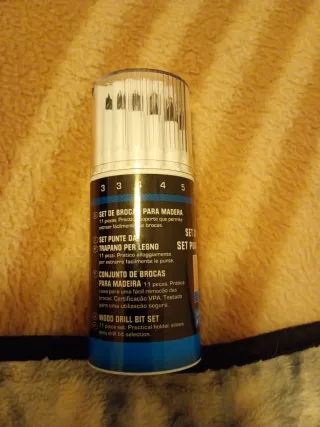 3 3 4 4 5
SET DE BROCAS PARA MADERA
11 piezas. Práctico soporte que permite
extraer fácilmente las brocas.
SET PUNTE DA
TRAPANO PER LEGNO
11 pezzi. Pratico alloggiamento
per estrarre facilmente le punte.
CONJUNTO DE BROCAS
PARA MADEIRA 11 peças. Prático
para uma fácil remoção das
brocas. Certificação VPA. Testado
para uma utilização segura.
WOOD DRILL BIT SET
11 piece set. Practical holder
drill bit selection.
SET D
SET PUN